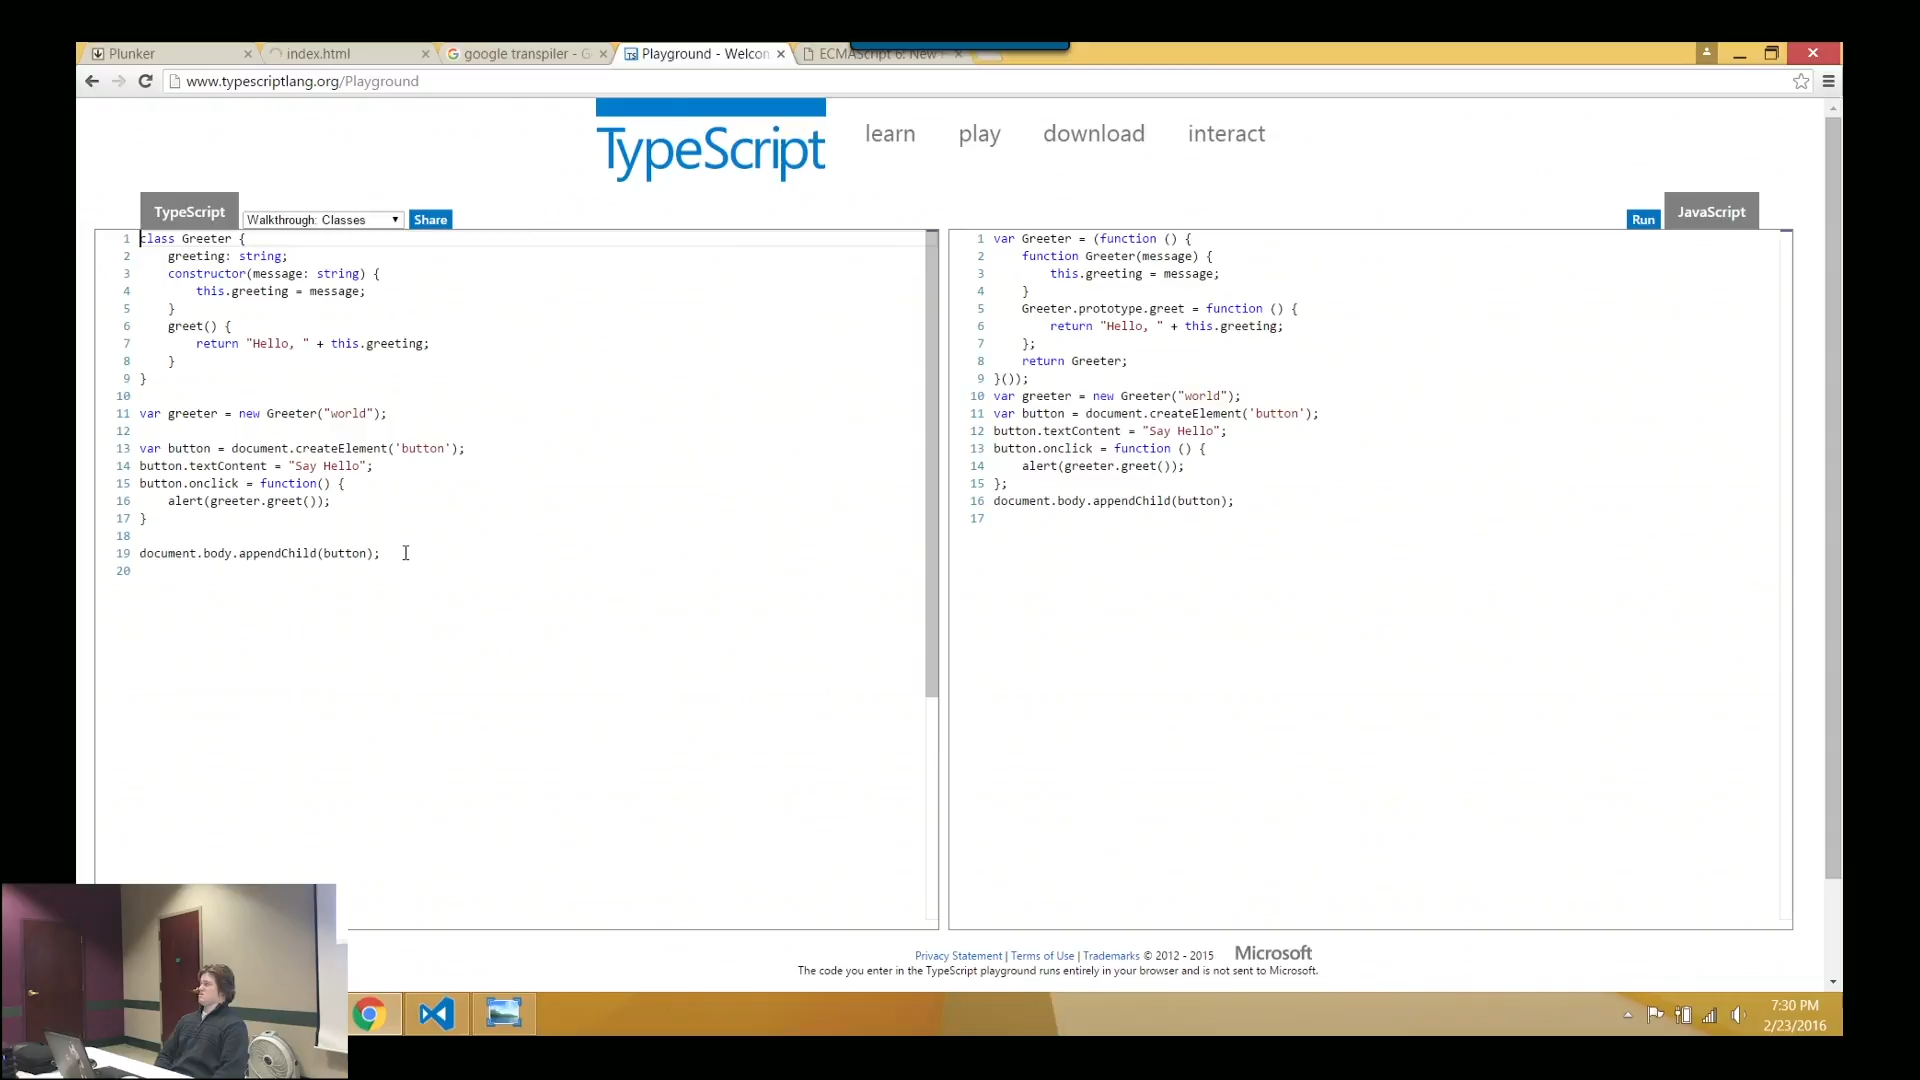 Plunker
index.html
google transpiler - G
Playground - Welcon
ECMAScript 6: New
www.typescriptlang.org/Playground
TypeScript
learn play download interact
TypeScript
Walkthrough: Classes
Share
Run
JavaScript
1 class Greeter {
2 greeting: string;
3 constructor(message: string) {
4 this.greeting = message;
5 }
6 greet() {
7 return "Hello, " + this.greeting;
8 }
9 }
10
11 var greeter = new Greeter("world");
12
13 var button = document.createElement('button');
14 button.textContent = "Say Hello";
15 button.onclick = function() {
16 alert(greeter.greet());
17 }
18
19 document.body.appendChild(button);
20
1 var Greeter = (function () {
2 function Greeter(message) {
3 this.greeting = message;
4 }
5 Greeter.prototype.greet = function () {
6 return "Hello, " + this.greeting;
7 };
8 return Greeter;
9 }());
10 var greeter = new Greeter("world");
11 var button = document.createElement('button');
12 button.textContent = "Say Hello";
13 button.onclick = function () {
14 alert(greeter.greet());
15 };
16 document.body.appendChild(button);
17
Privacy Statement | Terms of Use | Trademarks © 2012 - 2015 Microsoft
The code you enter in the TypeScript playground runs entirely in your browser and is not sent to Microsoft.
7:30 PM
2/23/2016